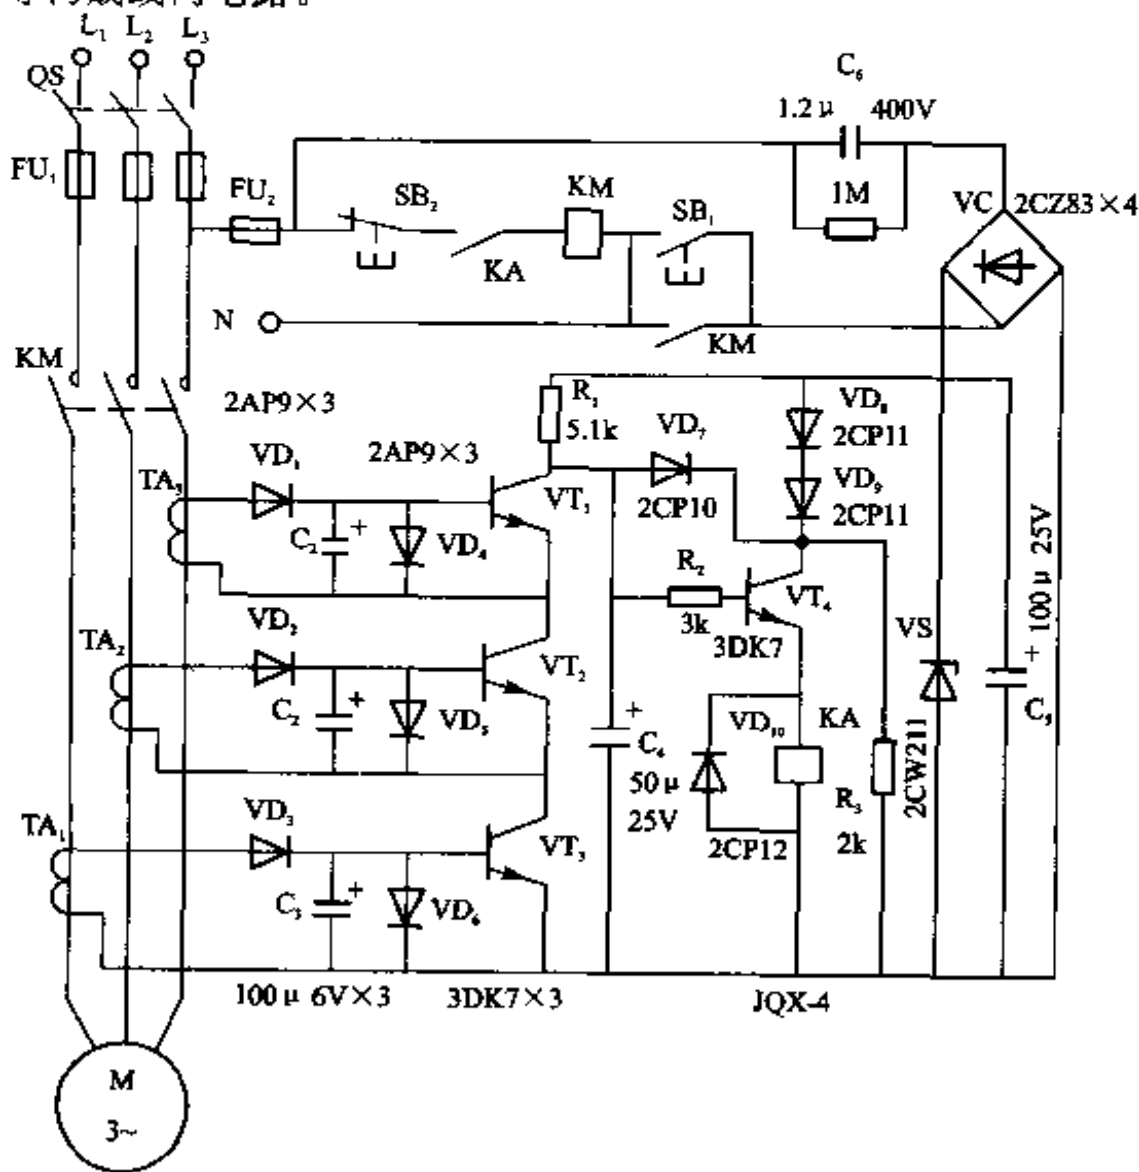 L₁ L₂ L₃
QS
C₆
1.2μ 400V
FU₁
FU₂
SB₂
KM
SB₁
1M
VC 2CZ83×4
KA
N
KM
KM
2AP9×3
R₁
5.1k
VD₇
VD₈
2CP11
2AP9×3
VD₁
TA₃
VT₁
2CP10
VD₉
2CP11
C₂
+
VD₄
R₂
3k
VT₄
3DK7
+ 100μ 25V
C₅
VS
2CW211
VD₂
TA₂
VT₂
C₂
+
VD₅
+
C₄
50μ
25V
VD₁₀
KA
2CP12
R₃
2k
VD₃
TA₁
VT₃
C₃
+
VD₆
100μ 6V×3
3DK7×3
JQX-4
M
3~